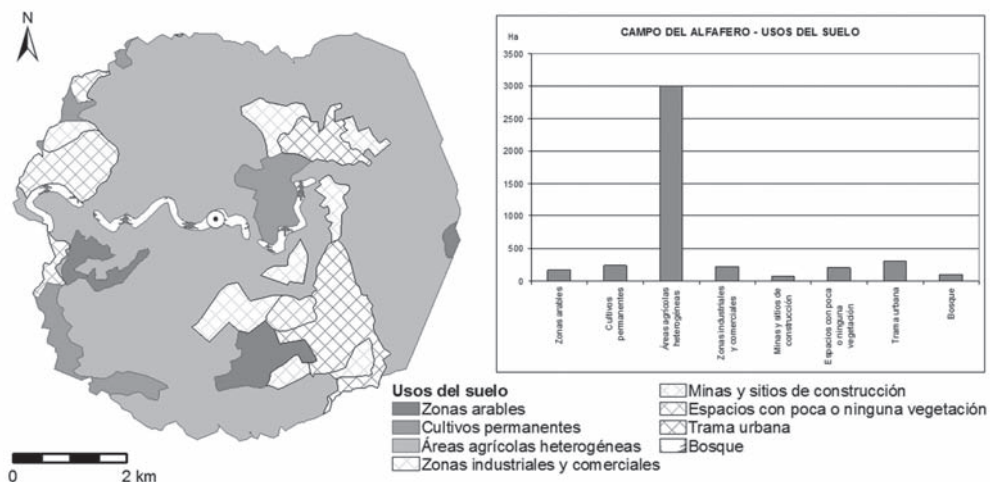 N
0
2 km
CAMPO DEL ALFAFERO - USOS DEL SUELO
Ha
3500
3000
2500
2000
1500
1000
500
0
Zonas arables
Cultivos
permanentes
Áreas agrícolas
heterogéneas
Zonas industriales
y comerciales
Minas y sitios de
construcción
Espacios con poca
o ninguna
vegetación
Trama urbana
Bosque
Usos del suelo
Zonas arables
Cultivos permanentes
Áreas agrícolas heterogéneas
Zonas industriales y comerciales
Minas y sitios de construcción
Espacios con poca o ninguna vegetación
Trama urbana
Bosque